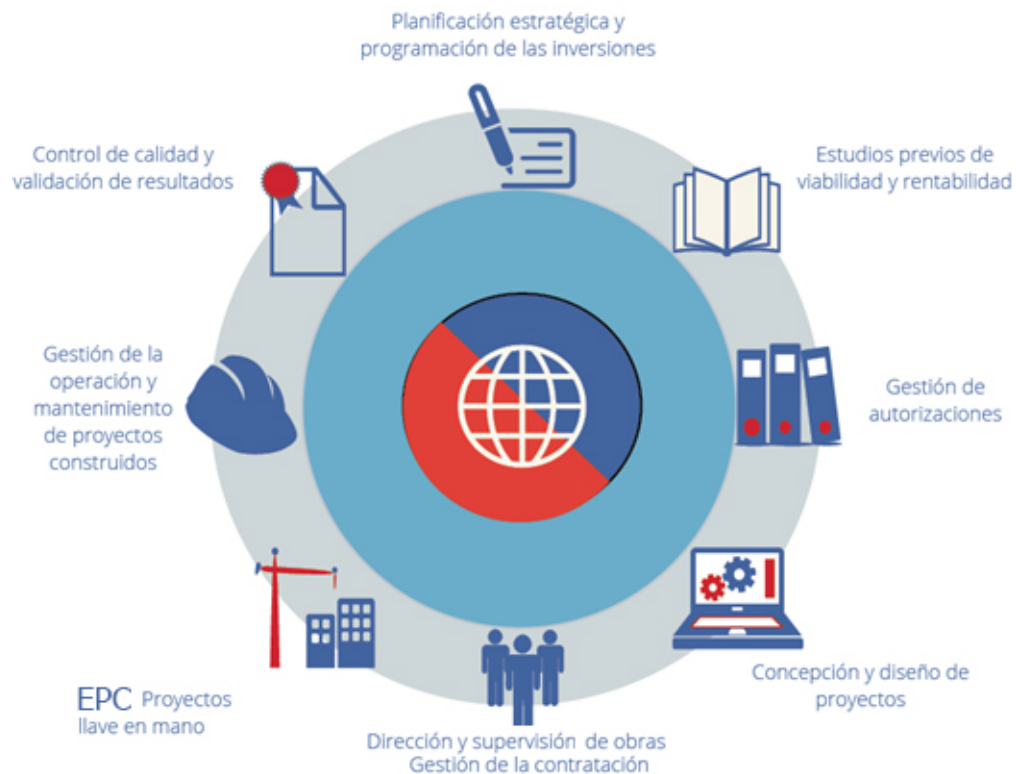 Planificación estratégica y
programación de las inversiones
Estudios previos de
viabilidad y rentabilidad
Gestión de
autorizaciones
Concepción y diseño de
proyectos
Dirección y supervisión de obras
Gestión de la contratación
EPC Proyectos
llave en mano
Gestión de la
operación y
mantenimiento
de proyectos
construidos
Control de calidad y
validación de resultados